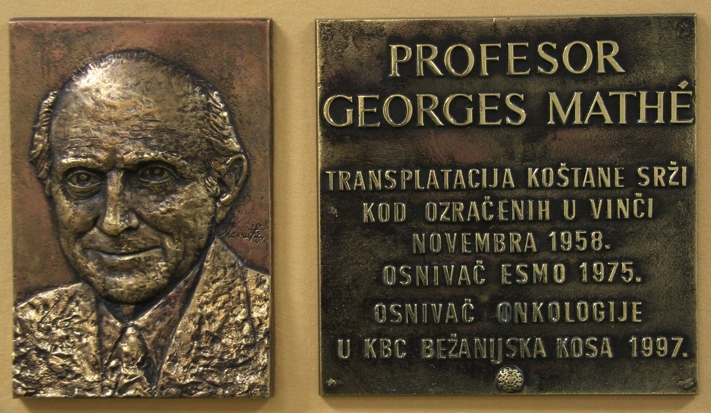 PROFESOR
GEORGES MATHÉ
TRANSPLATACIJA KOŠTANE SRŽI
KOD OZRAČENIH U VINČI
NOVEMBRA 1958.
OSNIVAČ ESMO 1975.
OSNIVAČ ONKOLOGIJE
U KBC BEŽANIJSKA KOSA 1997.